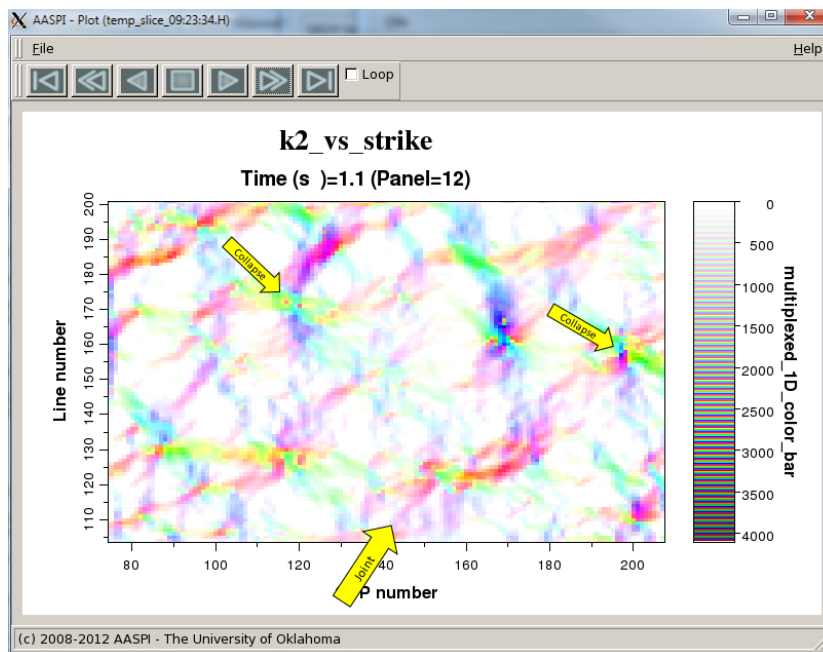 AASPI - Plot (temp_slice_09:23:34.H)
File
Help
Loop
k2_vs_strike
Time (s )=1.1 (Panel=12)
Line number
200
190
180
170
160
150
140
130
120
110
Collapse
Collapse
Joint
80
100
120
140
160
180
200
P number
0
500
1000
1500
2000
2500
3000
3500
4000
multiplexed_1D_color_bar
(c) 2008-2012 AASPI - The University of Oklahoma